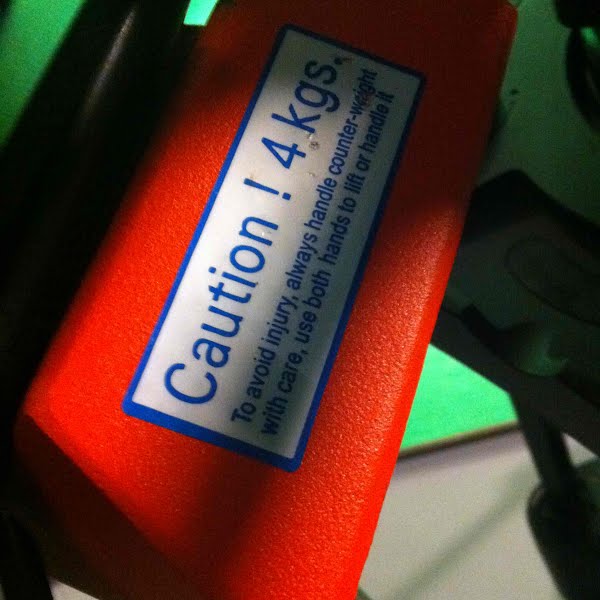 Caution ! 4 kgs.
To avoid injury, always handle counter-weight
with care, use both hands to lift or handle it